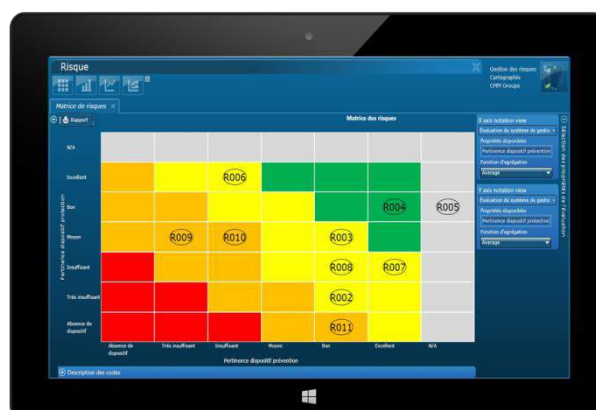 Risque
Gestion des risques
Cartographie
CMM Groupe
Matrice de risques
Rapport
Matrice des risques
N/A
Excellent
R006
Bon
R004
R005
Moyen
R009
R010
R003
Insuffisant
R008
R007
Très insuffisant
R002
Absence de dispositif
R011
Pertinence dispositif protection
Absence de dispositif
Très insuffisant
Insuffisant
Moyen
Bon
Excellent
N/A
Pertinence dispositif prévention
Description des codes
X axis notation view
Évaluation du système de gestio
Propriétés disponibles
Pertinence dispositif prévention
Fonction d'agrégation
Average
Y axis notation view
Évaluation du système de gestio
Propriétés disponibles
Pertinence dispositif protection
Fonction d'agrégation
Average
Sélection des propriétés de l'évaluation